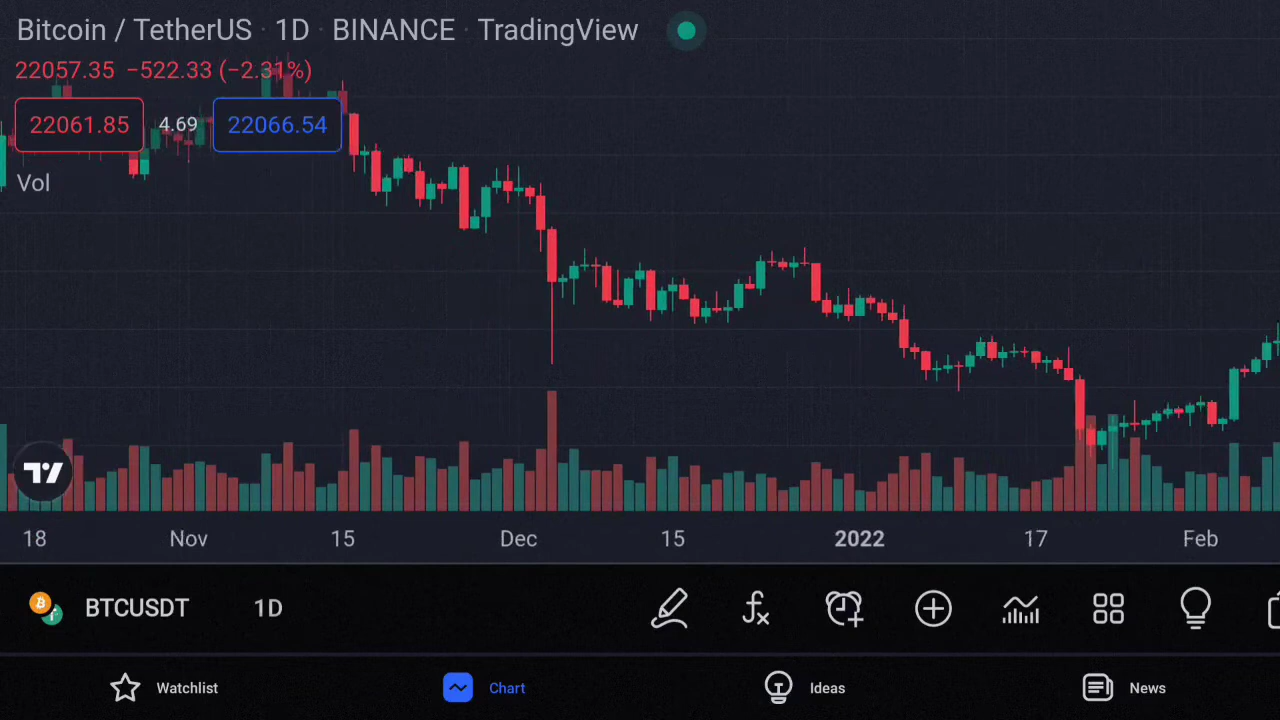 Bitcoin / TetherUS · 1D · BINANCE · TradingView
22057.35 −522.33 (−2.31%)
22061.85 4.69 22066.54
Vol
18 Nov 15 Dec 15 2022 17 Feb
BTCUSDT 1D
Watchlist Chart Ideas News